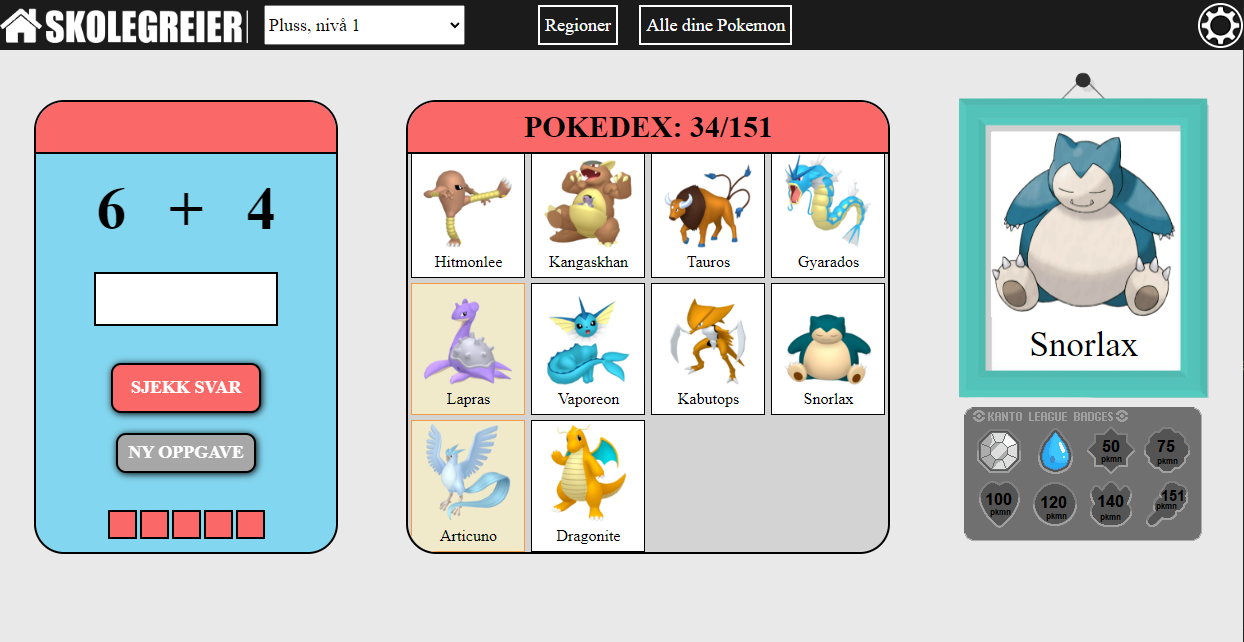 SKOLEGREIER
Pluss, nivå 1
Regioner
Alle dine Pokemon
6 + 4
SJEKK SVAR
NY OPPGAVE
POKEDEX: 34/151
Hitmonlee
Kangaskhan
Tauros
Gyarados
Lapras
Vaporeon
Kabutops
Snorlax
Articuno
Dragonite
Snorlax
KANTO LEAGUE BADGES
50
pkmn
75
pkmn
100
pkmn
120
pkmn
140
pkmn
151
pkmn